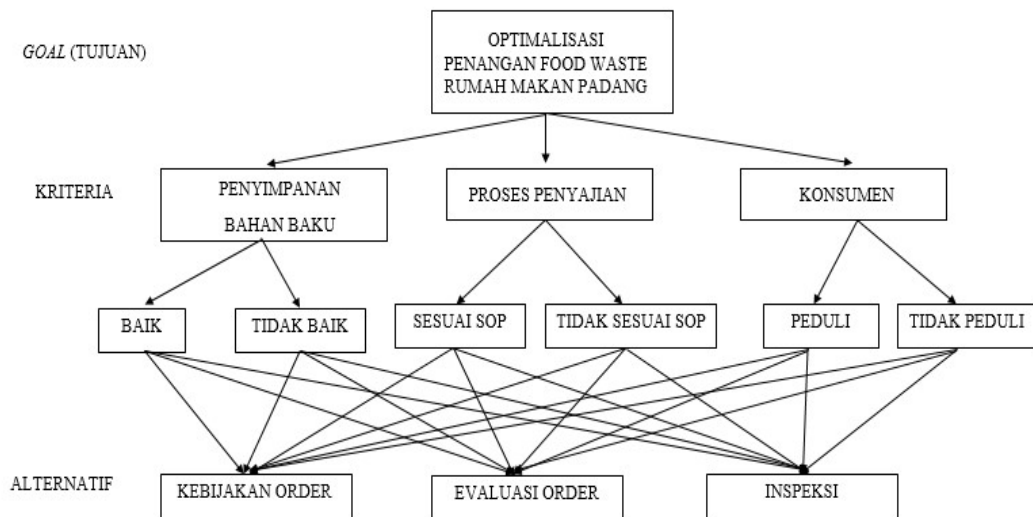 GOAL (TUJUAN)
OPTIMALISASI
PENANGAN FOOD WASTE
RUMAH MAKAN PADANG
KRITERIA
PENYIMPANAN
BAHAN BAKU
PROSES PENYAJIAN
KONSUMEN
BAIK
TIDAK BAIK
SESUAI SOP
TIDAK SESUAI SOP
PEDULI
TIDAK PEDULI
ALTERNATIF
KEBIJAKAN ORDER
EVALUASI ORDER
INSPEKSI